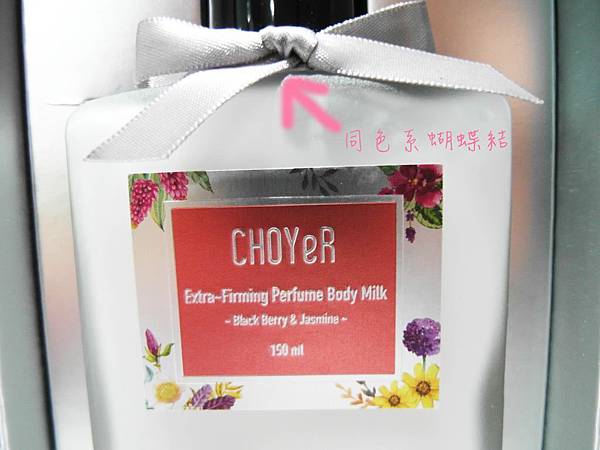 同色系蝴蝶結
CHOYeR
Extra-Firming Perfume Body Milk
- Black Berry & Jasmine -
150 ml